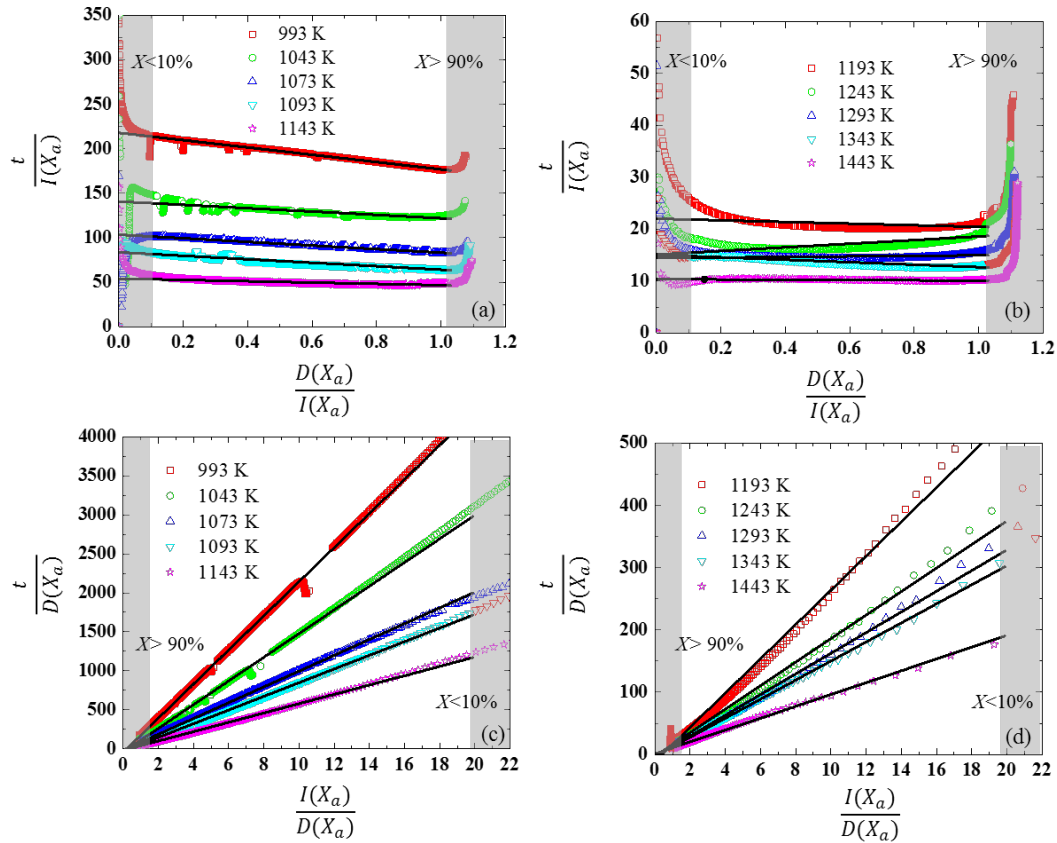 350
300
250
200
150
100
50
0
0.0 0.2 0.4 0.6 0.8 1.0 1.2
t
I(Xₐ)
D(Xₐ)
I(Xₐ)
X<10%
X> 90%
993 K
1043 K
1073 K
1093 K
1143 K
(a)
60
50
40
30
20
10
0
0.0 0.2 0.4 0.6 0.8 1.0 1.2
t
I(Xₐ)
D(Xₐ)
I(Xₐ)
X<10%
X> 90%
1193 K
1243 K
1293 K
1343 K
1443 K
(b)
4000
3500
3000
2500
2000
1500
1000
500
0
0 2 4 6 8 10 12 14 16 18 20 22
t
D(Xₐ)
I(Xₐ)
D(Xₐ)
993 K
1043 K
1073 K
1093 K
1143 K
X> 90%
X<10%
(c)
500
400
300
200
100
0
0 2 4 6 8 10 12 14 16 18 20 22
t
D(Xₐ)
I(Xₐ)
D(Xₐ)
1193 K
1243 K
1293 K
1343 K
1443 K
X> 90%
X<10%
(d)